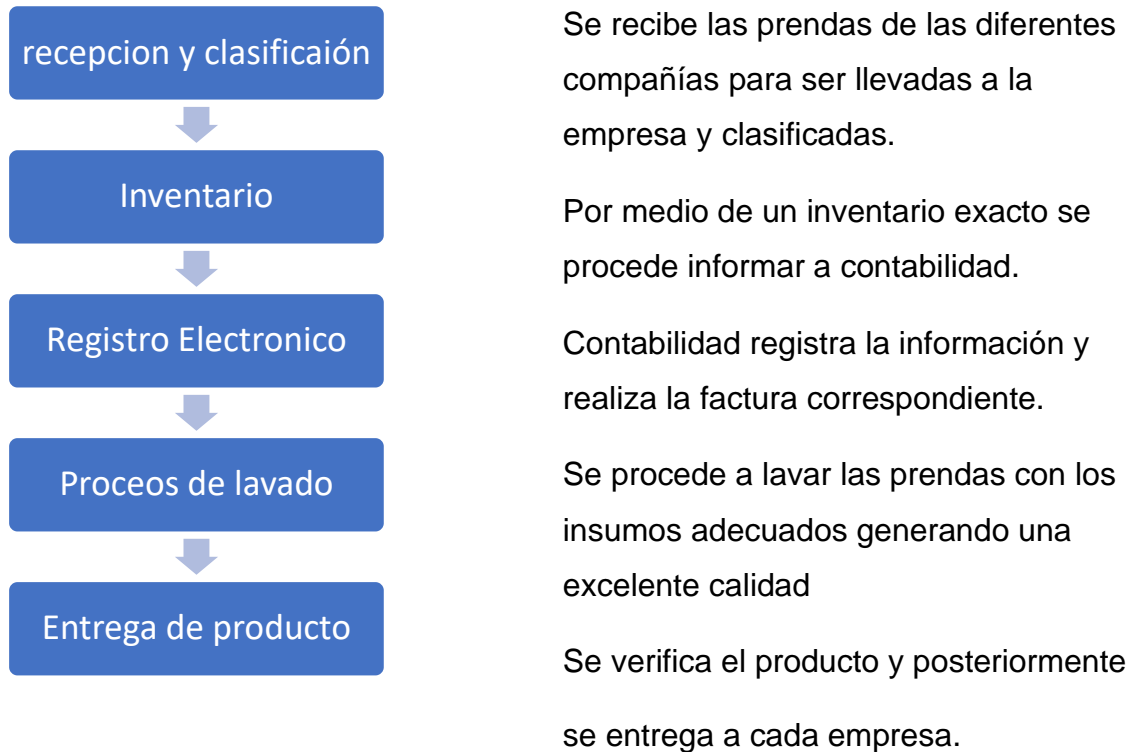 recepcion y clasificaión
Se recibe las prendas de las diferentes
compañías para ser llevadas a la
empresa y clasificadas.
Inventario
Por medio de un inventario exacto se
procede informar a contabilidad.
Registro Electronico
Contabilidad registra la información y
realiza la factura correspondiente.
Proceos de lavado
Se procede a lavar las prendas con los
insumos adecuados generando una
excelente calidad
Entrega de producto
Se verifica el producto y posteriormente
se entrega a cada empresa.